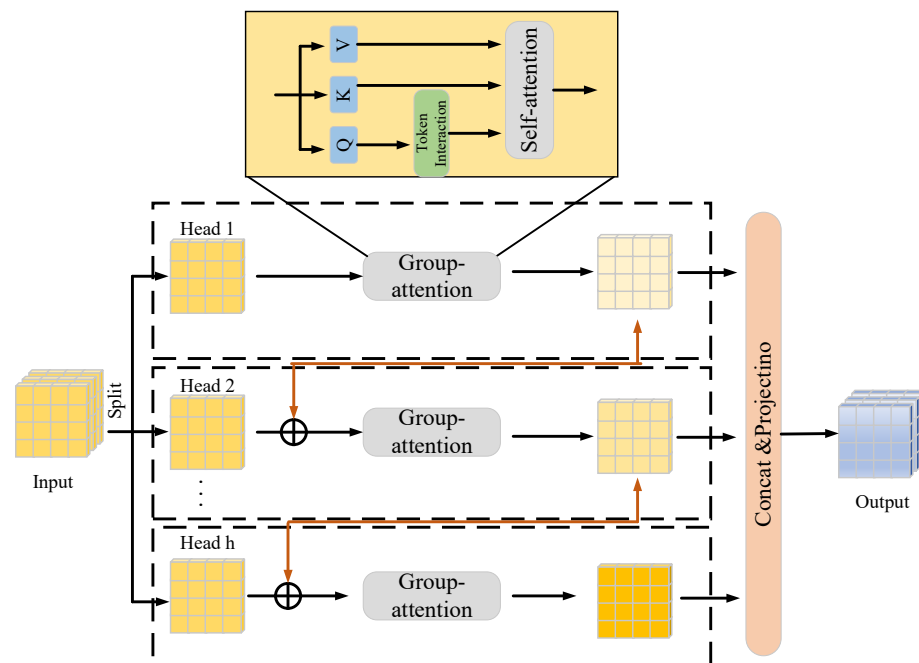 V
K
Q
Token
Interaction
Self-attention
Head 1
Group-
attention
Split
Input
Head 2
Group-
attention
Head h
Group-
attention
Concat &Projectino
Output